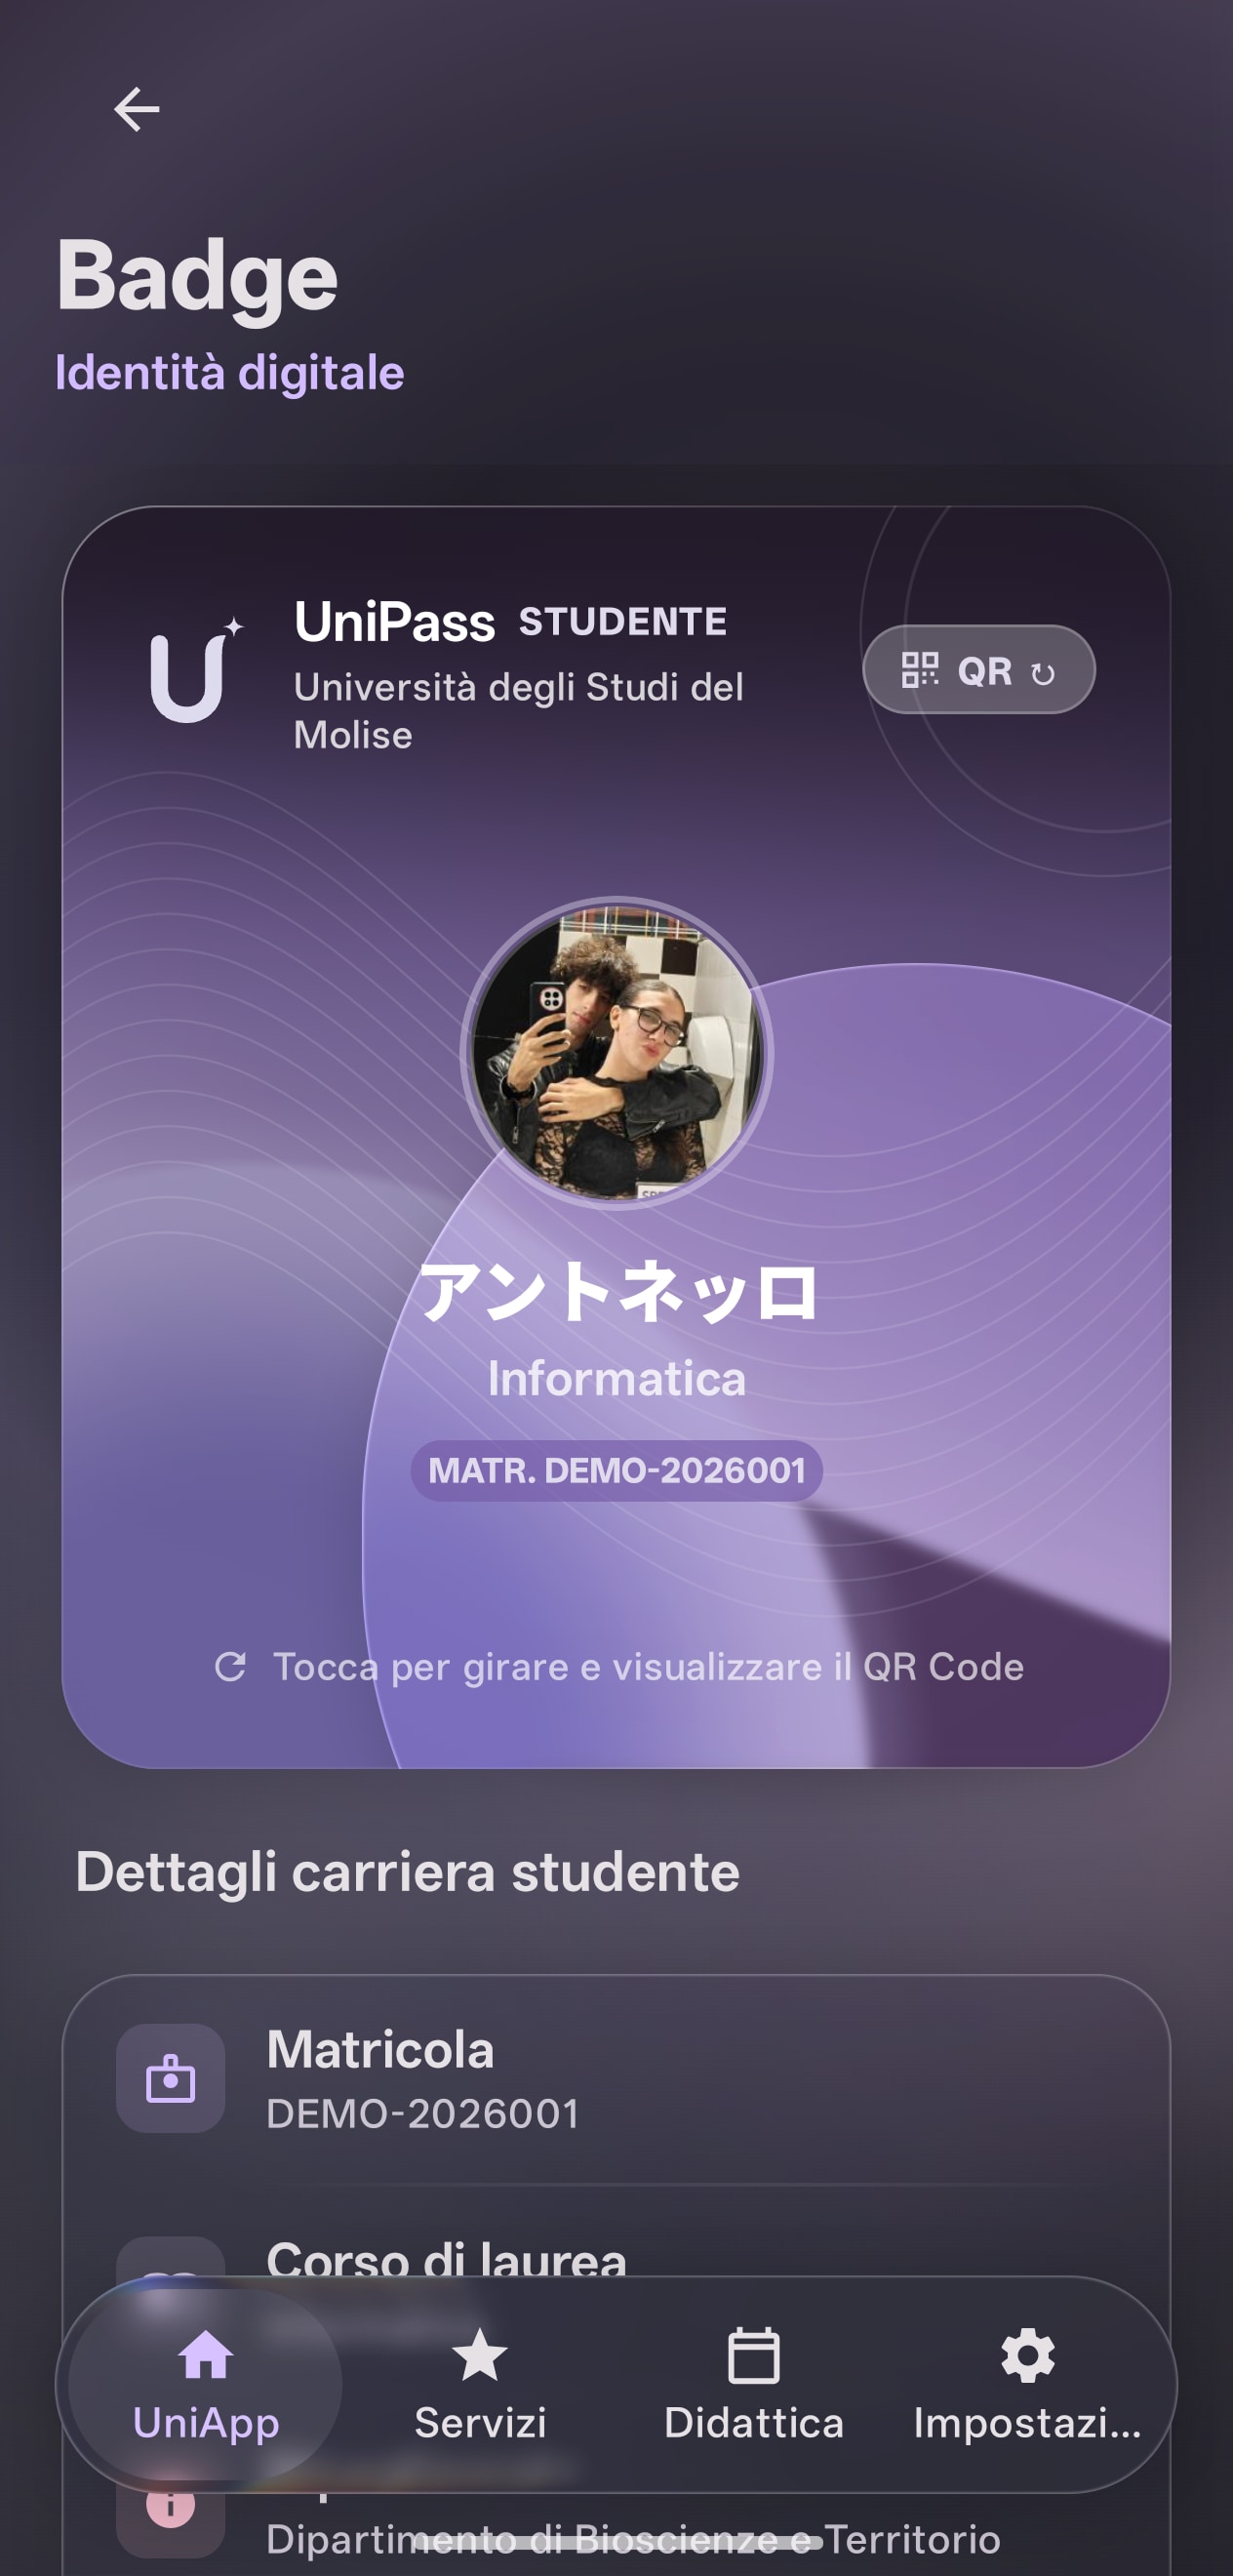 Badge
Identità digitale
UniPass STUDENTE
Università degli Studi del
Molise
QR
アントネッロ
Informatica
MATR. DEMO-2026001
Tocca per girare e visualizzare il QR Code
Dettagli carriera studente
Matricola
DEMO-2026001
Corso di laurea
UniApp
Servizi
Didattica
Impostazi...
Dipartimento di Bioscienze e Territorio